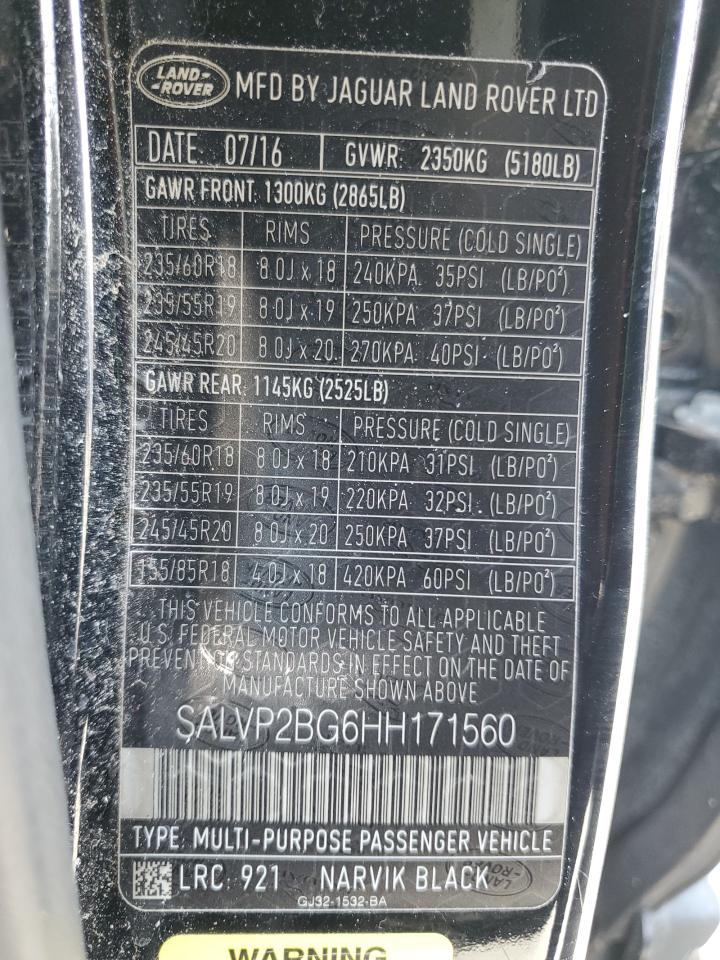 LAND-
-ROVER
MFD BY JAGUAR LAND ROVER LTD
DATE: 07/16 GVWR: 2350KG (5180LB)
GAWR FRONT: 1300KG (2865LB)
TIRES RIMS PRESSURE (COLD SINGLE)
235/60R18 8.0J x 18 240KPA 35PSI (LB/PO²)
235/55R19 8.0J x 19 250KPA 37PSI (LB/PO²)
245/45R20 8.0J x 20 270KPA 40PSI (LB/PO²)
GAWR REAR: 1145KG (2525LB)
TIRES RIMS PRESSURE (COLD SINGLE)
235/60R18 8.0J x 18 210KPA 31PSI (LB/PO²)
235/55R19 8.0J x 19 220KPA 32PSI (LB/PO²)
245/45R20 8.0J x 20 250KPA 37PSI (LB/PO²)
155/85R18 4.0J x 18 420KPA 60PSI (LB/PO²)
THIS VEHICLE CONFORMS TO ALL APPLICABLE
U.S. FEDERAL MOTOR VEHICLE SAFETY AND THEFT
PREVENTION STANDARDS IN EFFECT ON THE DATE OF
MANUFACTURE SHOWN ABOVE
SALVP2BG6HH171560
TYPE: MULTI-PURPOSE PASSENGER VEHICLE
LRC: 921 NARVIK BLACK
GJ32-1532-BA
WARNING